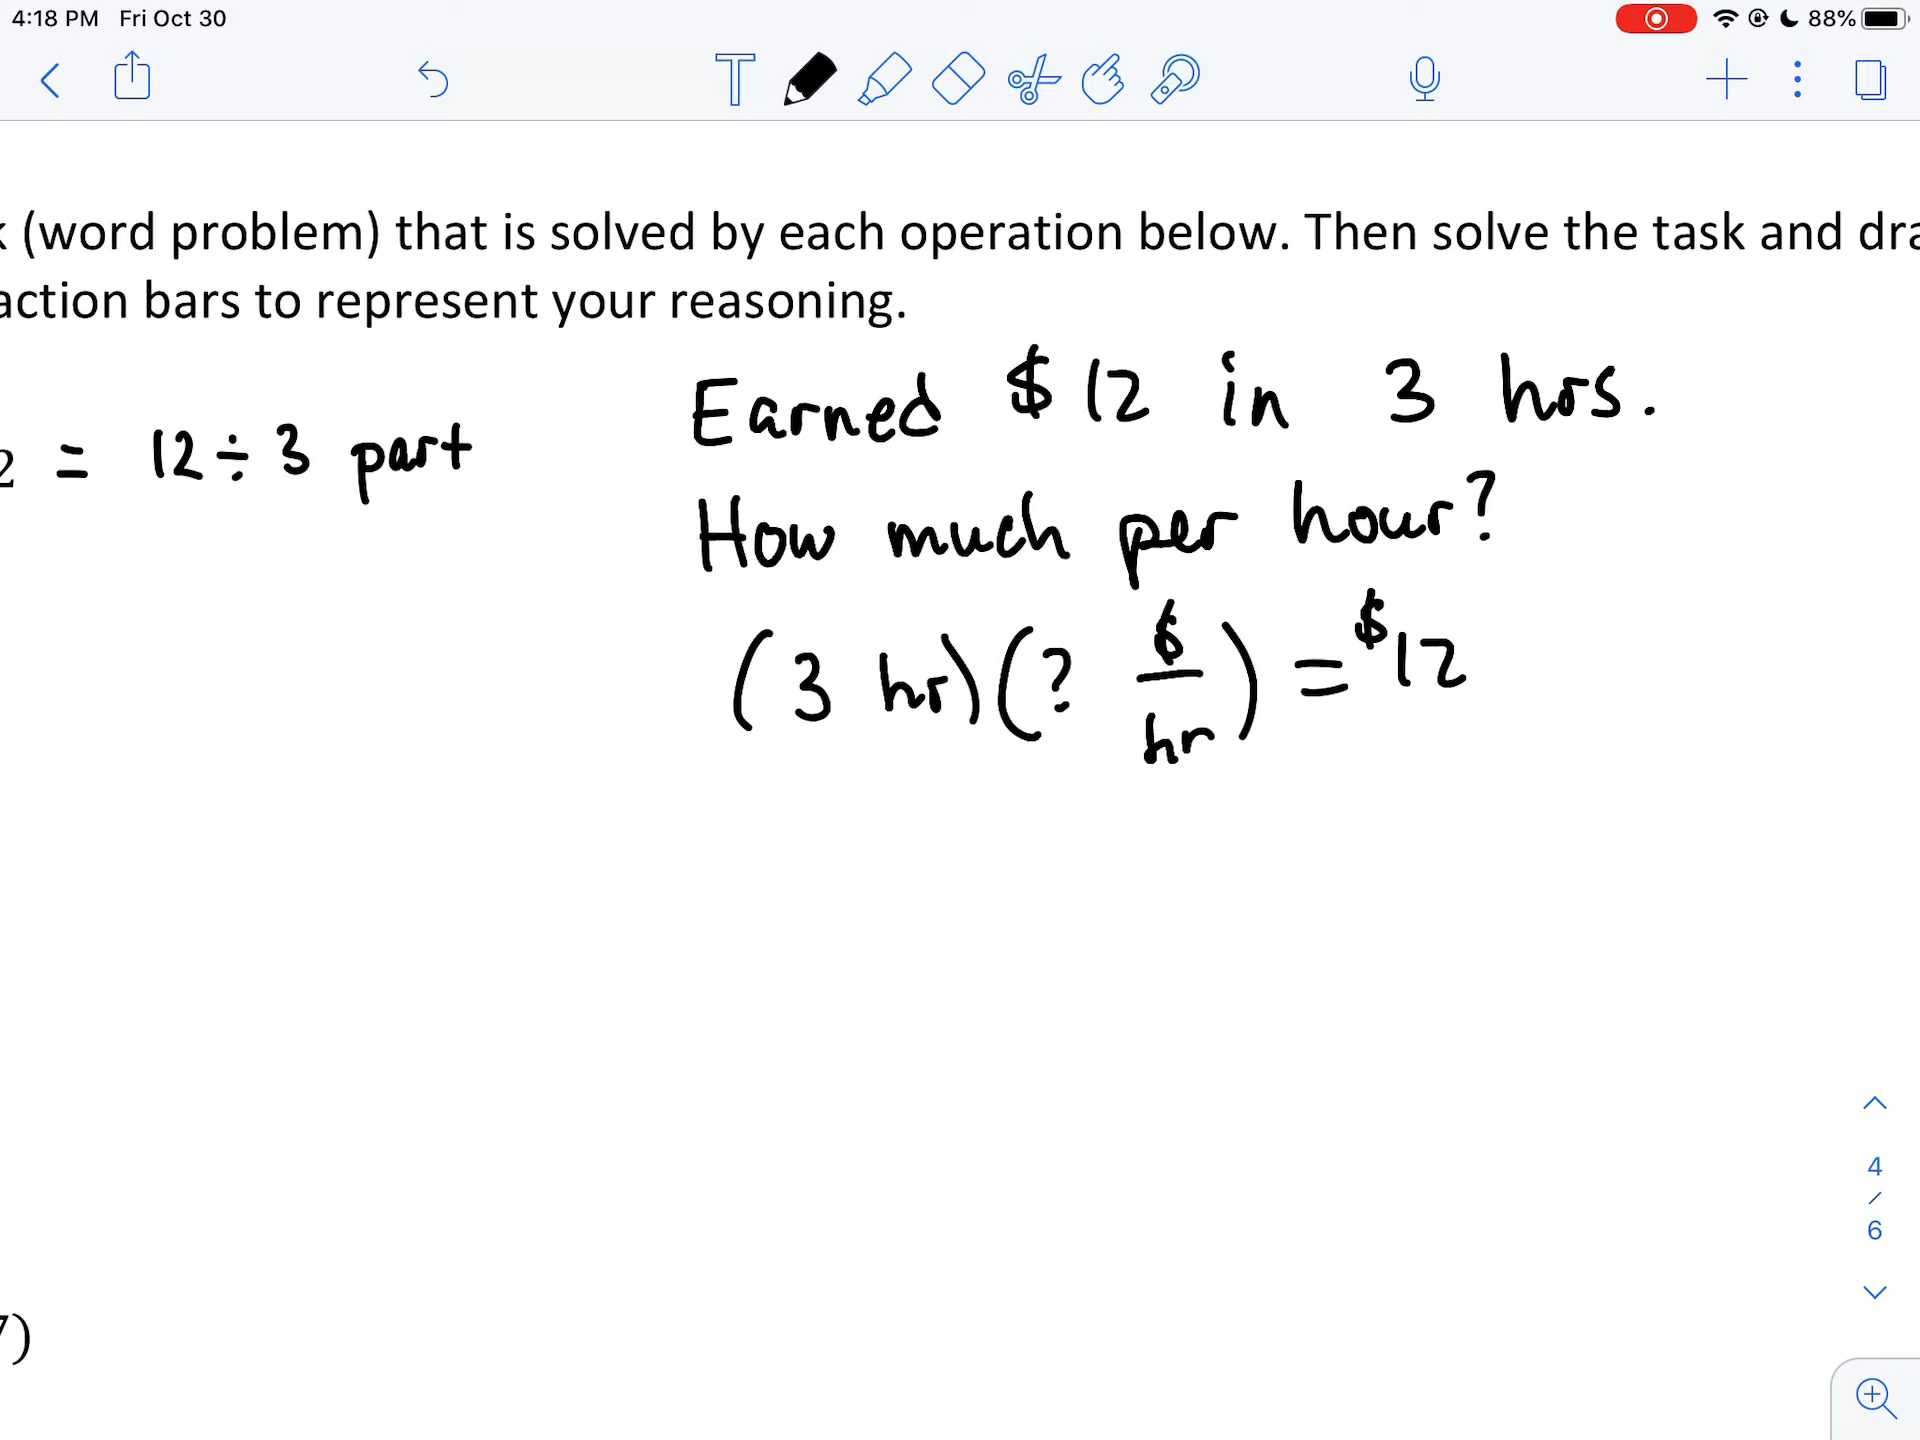 4:18 PM Fri Oct 30
88%
(word problem) that is solved by each operation below. Then solve the task and dra
action bars to represent your reasoning.
Earned $12 in 3 hrs.
2 = 12 ÷ 3 part
How much per hour?
(3 hr)(? $/hr) = $12
4
/
6
7)